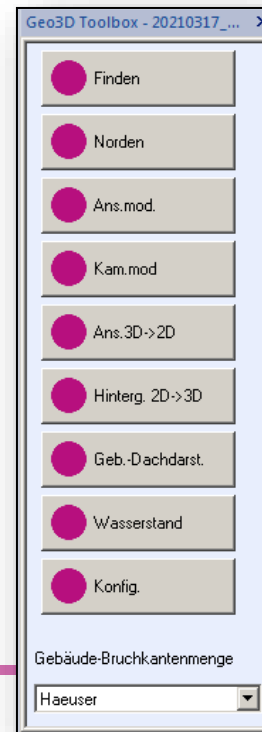 Geo3D Toolbox - 20210317_...
Finden
Norden
Ans.mod.
Kam.mod
Ans.3D->2D
Hinterg. 2D->3D
Geb.-Dachdarst.
Wasserstand
Konfig.
Gebäude-Bruchkantenmenge
Haeuser